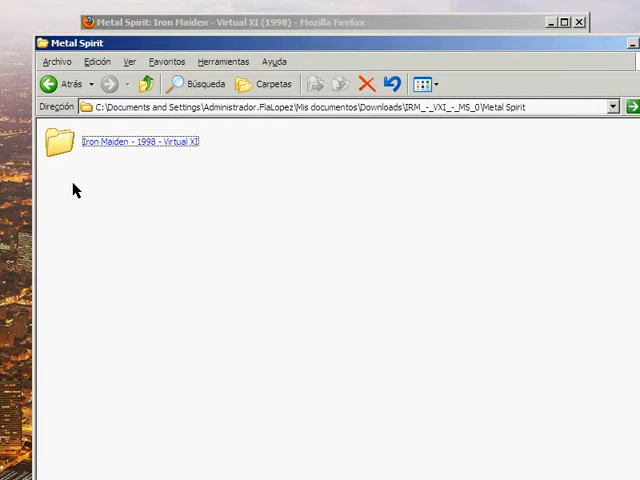 Metal Spirit: Iron Maiden - Virtual XI (1998) - Mozilla Firefox
Metal Spirit
Archivo Edición Ver Favoritos Herramientas Ayuda
Atrás Búsqueda Carpetas
Dirección C:\Documents and Settings\Administrador.FlaLopez\Mis documentos\Downloads\IRM_-_VXI_-_MS_0\Metal Spirit
Iron Maiden - 1998 - Virtual XI